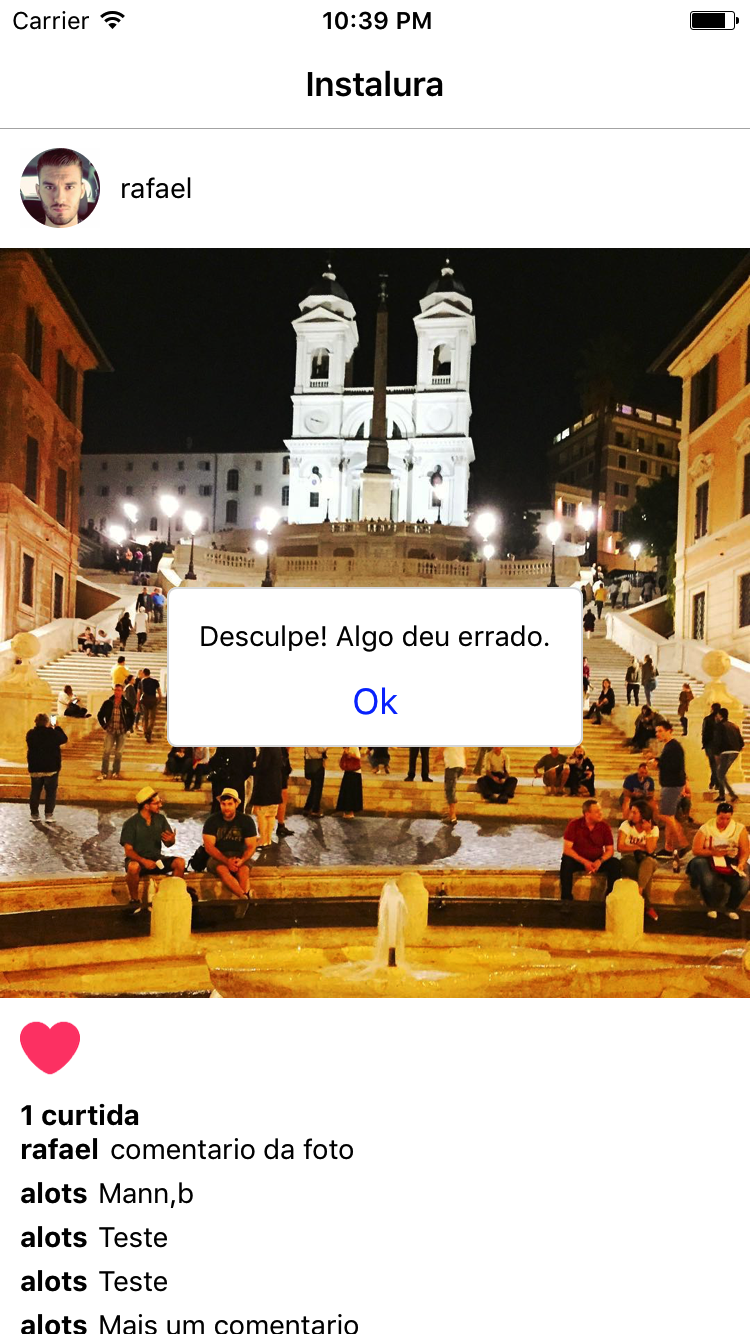 Carrier 10:39 PM
Instalura
rafael
Desculpe! Algo deu errado.
Ok
1 curtida
rafael comentario da foto
alots Mann,b
alots Teste
alots Teste
alots Mais um comentario